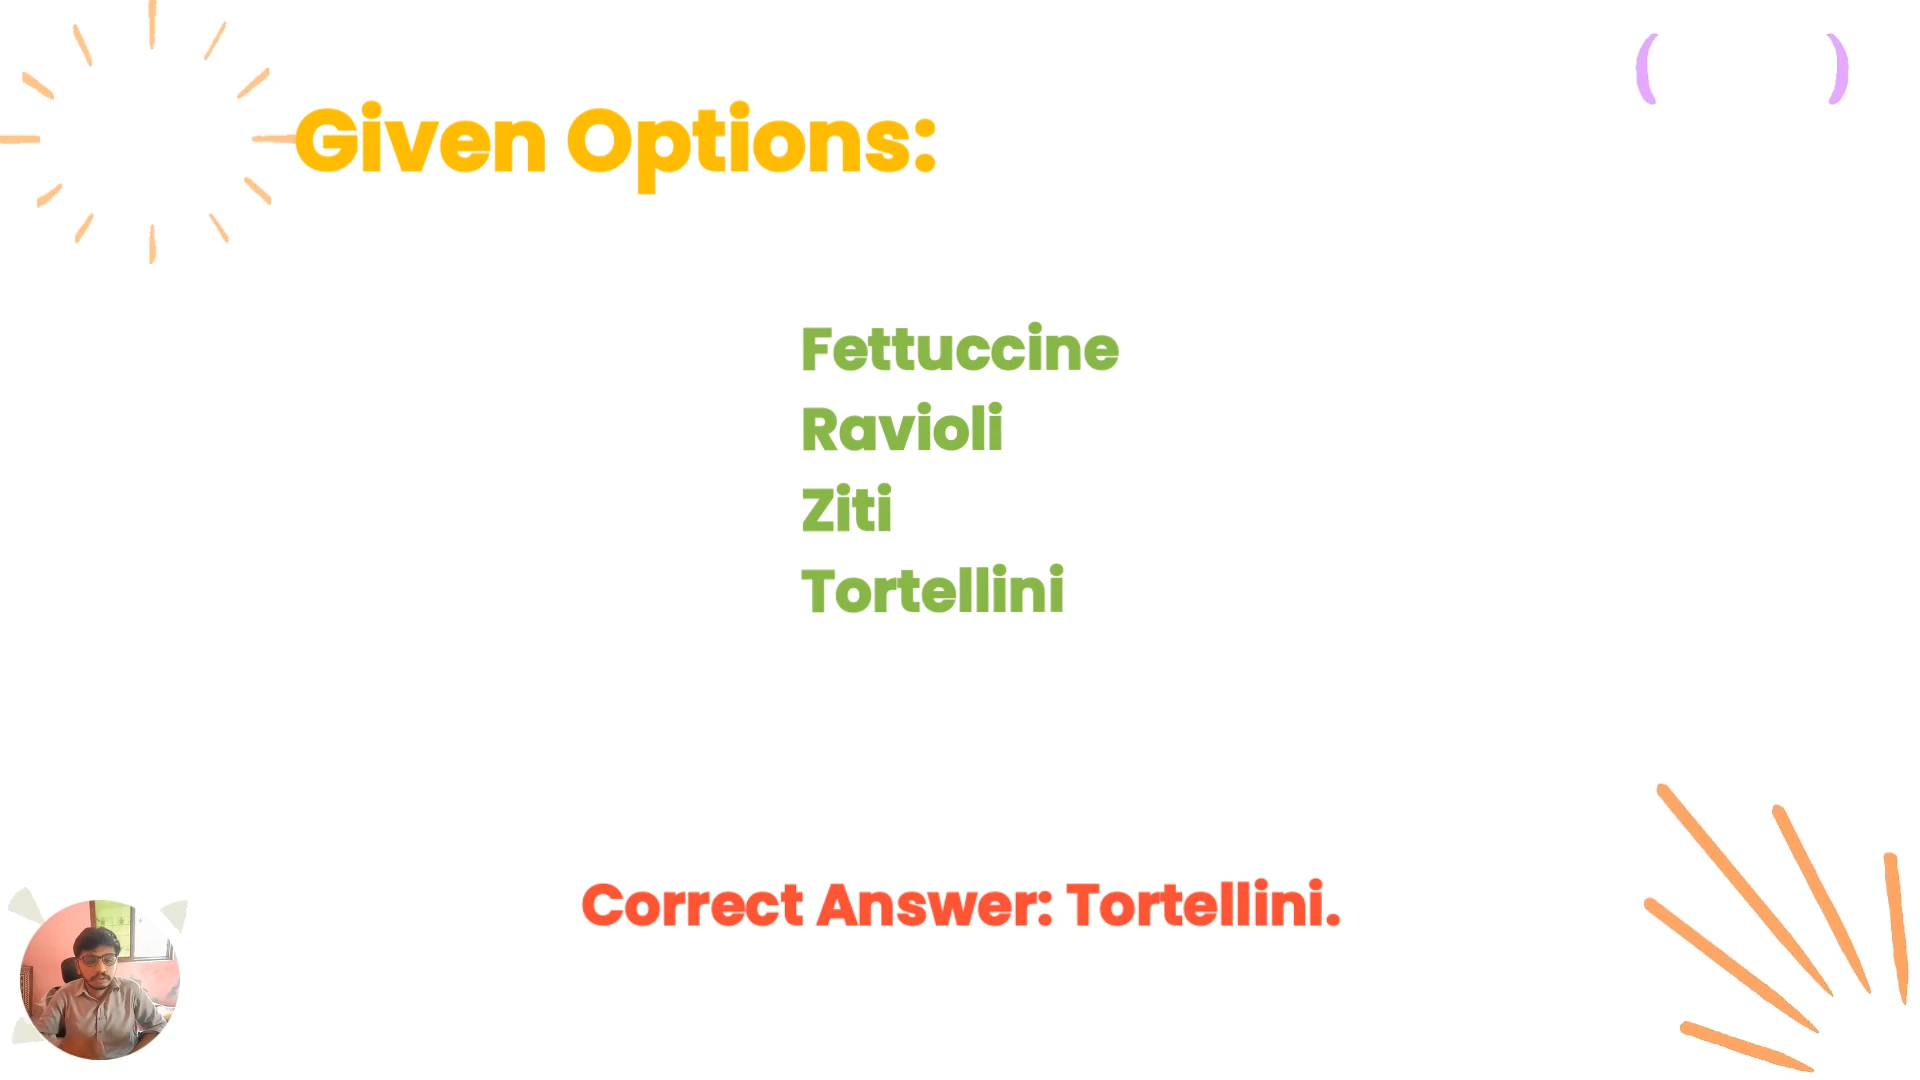 Given Options:
Fettuccine
Ravioli
Ziti
Tortellini
Correct Answer: Tortellini.